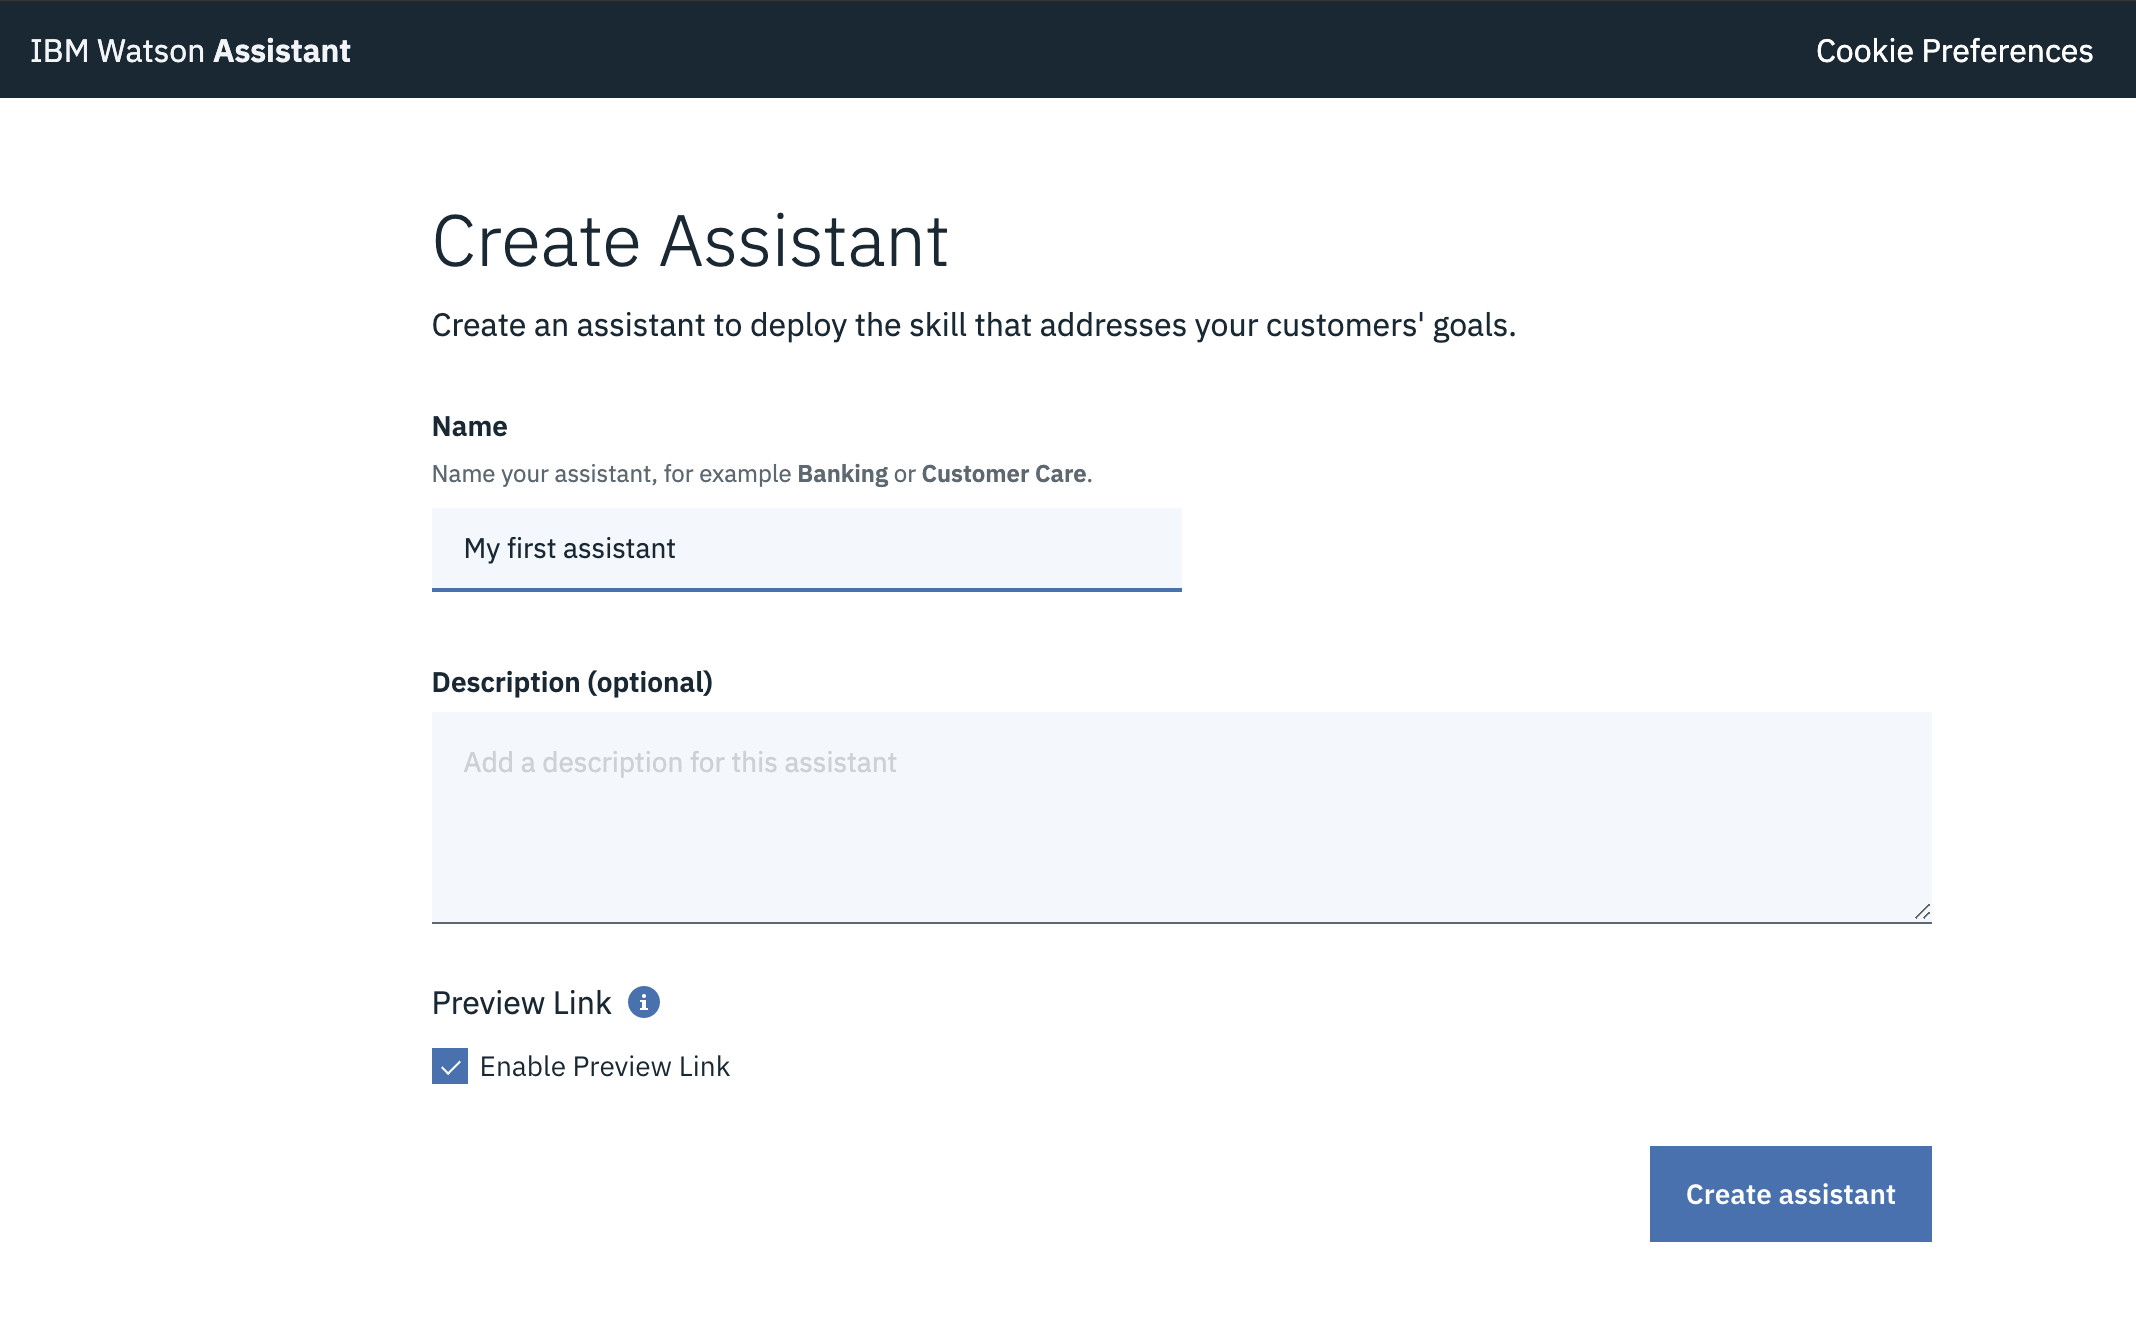 IBM Watson Assistant
Cookie Preferences
Create Assistant
Create an assistant to deploy the skill that addresses your customers' goals.
Name
Name your assistant, for example Banking or Customer Care.
My first assistant
Description (optional)
Add a description for this assistant
Preview Link
Enable Preview Link
Create assistant